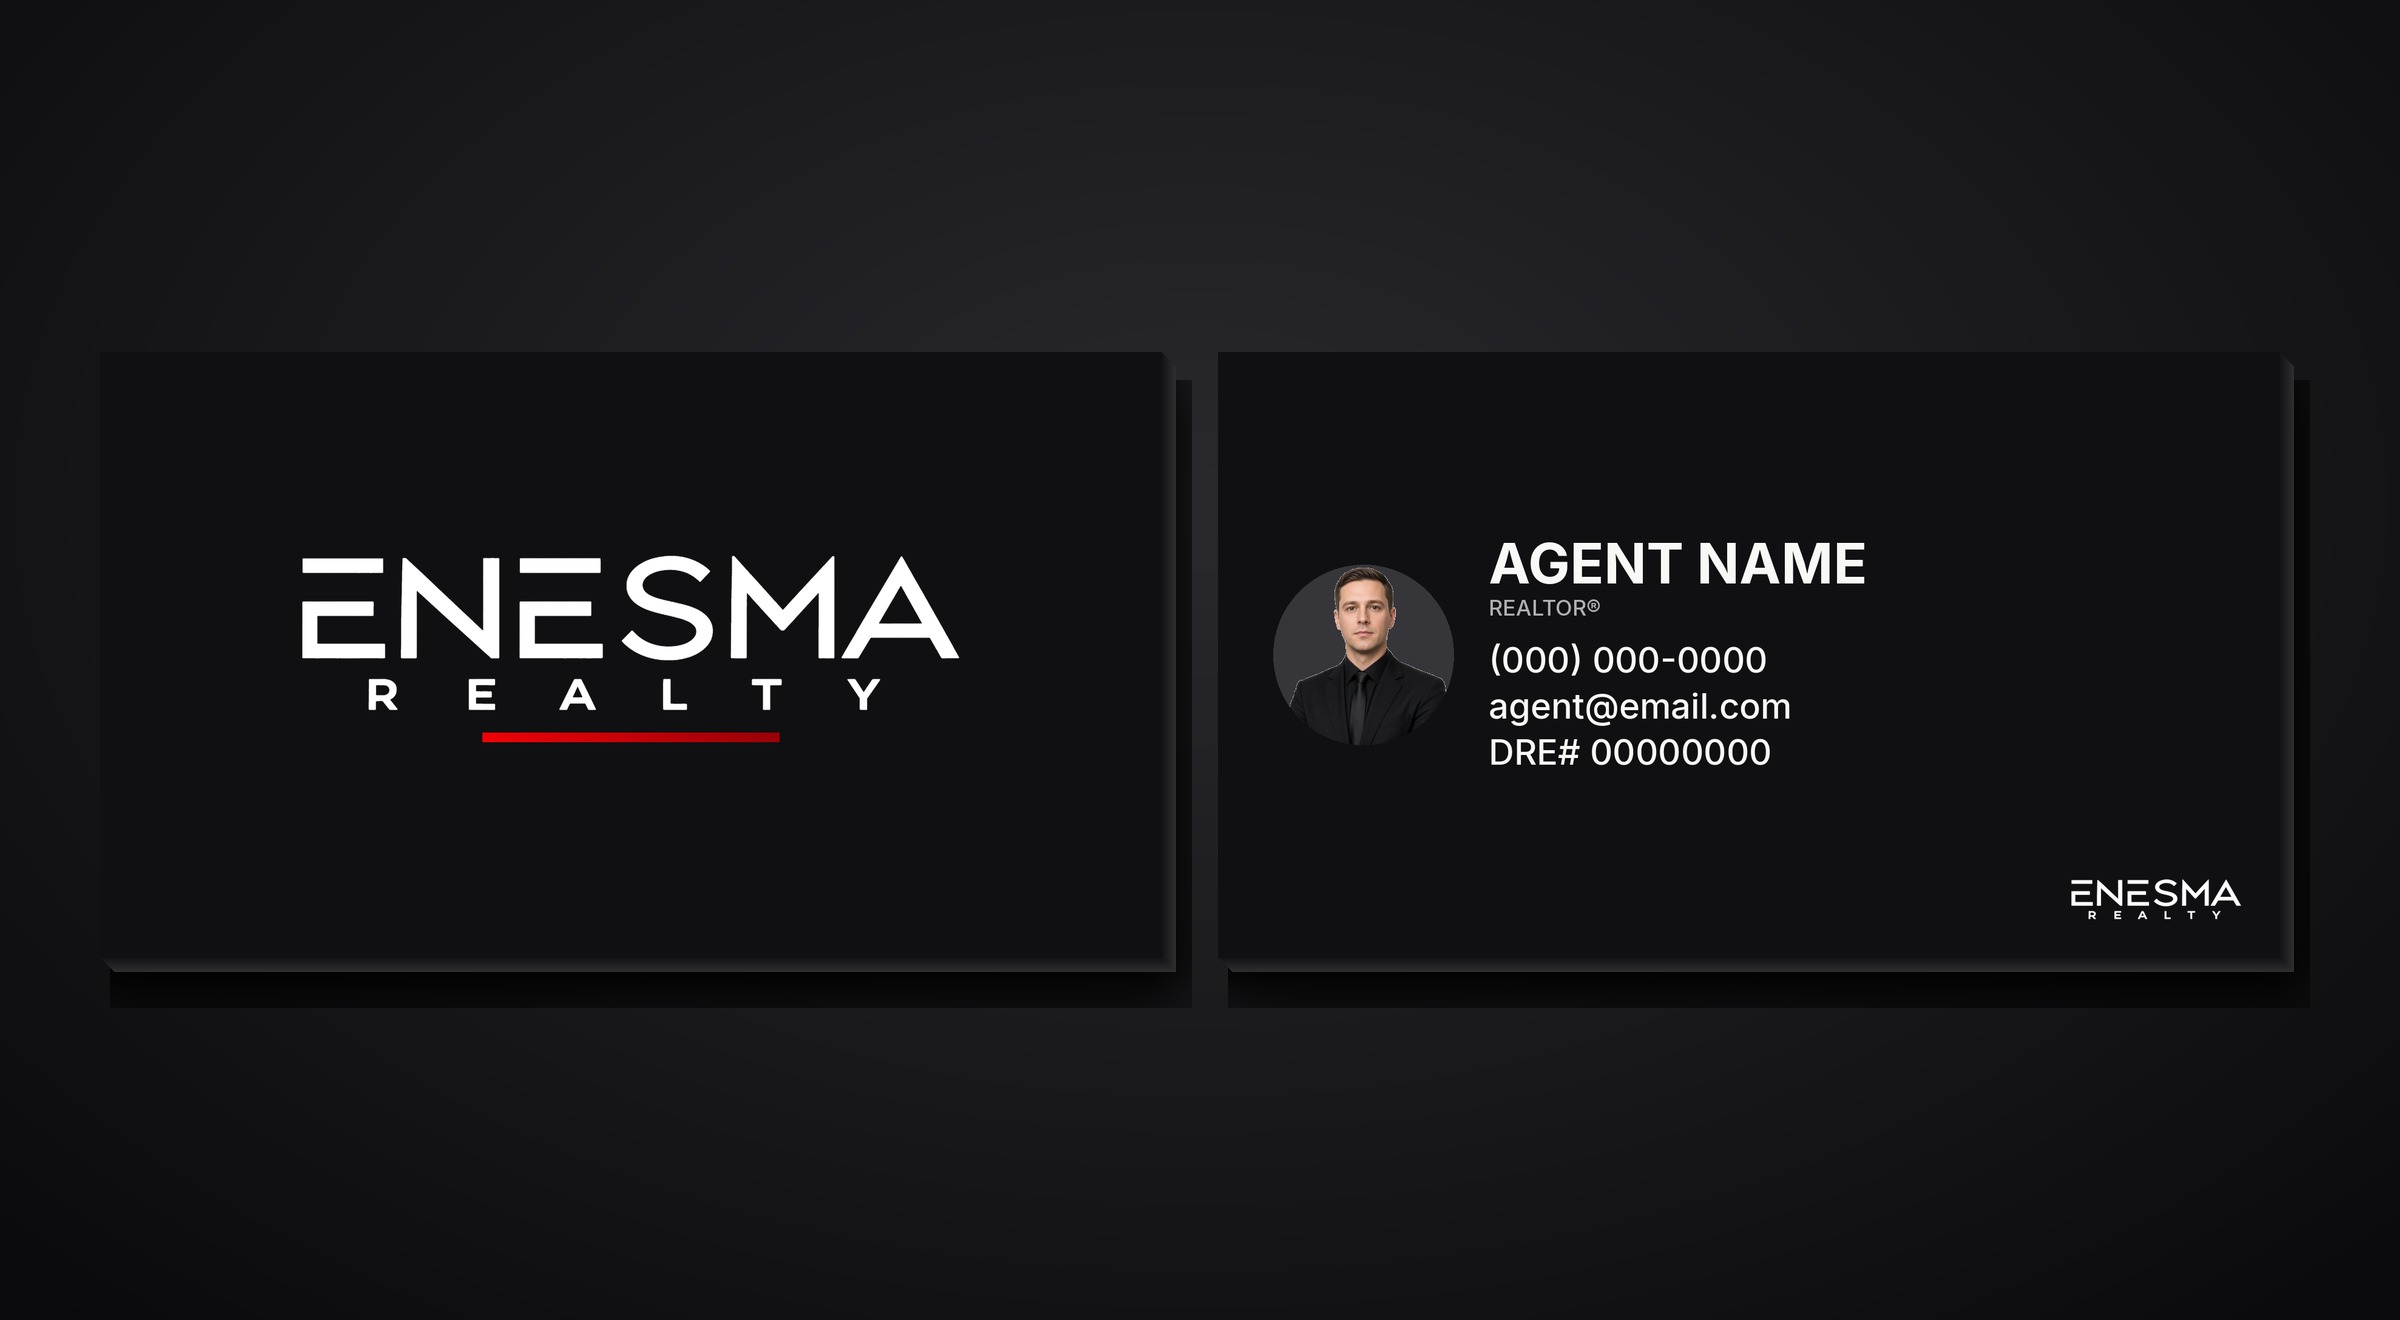 ENESMA
REALTY
AGENT NAME
REALTOR®
(000) 000-0000
agent@email.com
DRE# 00000000
ENESMA
REALTY